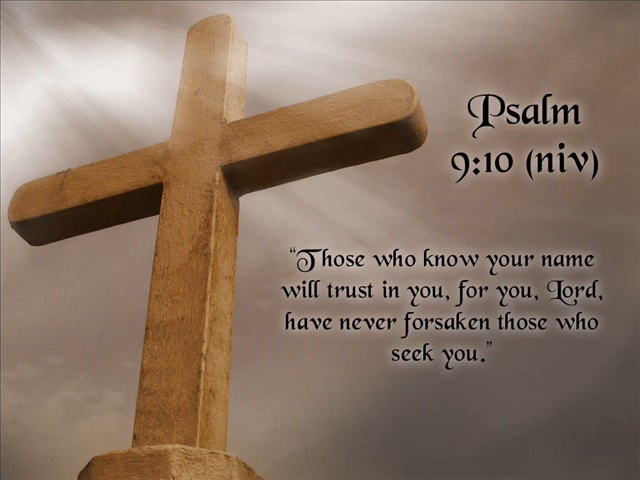 Psalm
9:10 (niv)
"Those who know your name
will trust in you, for you, Lord,
have never forsaken those who
seek you."